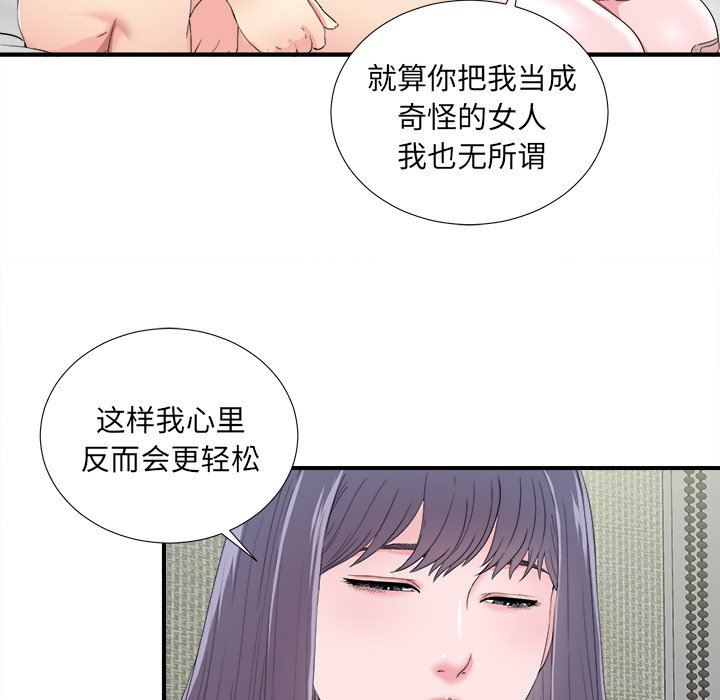 就算你把我当成
奇怪的女人
我也无所谓
这样我心里
反而会更轻松